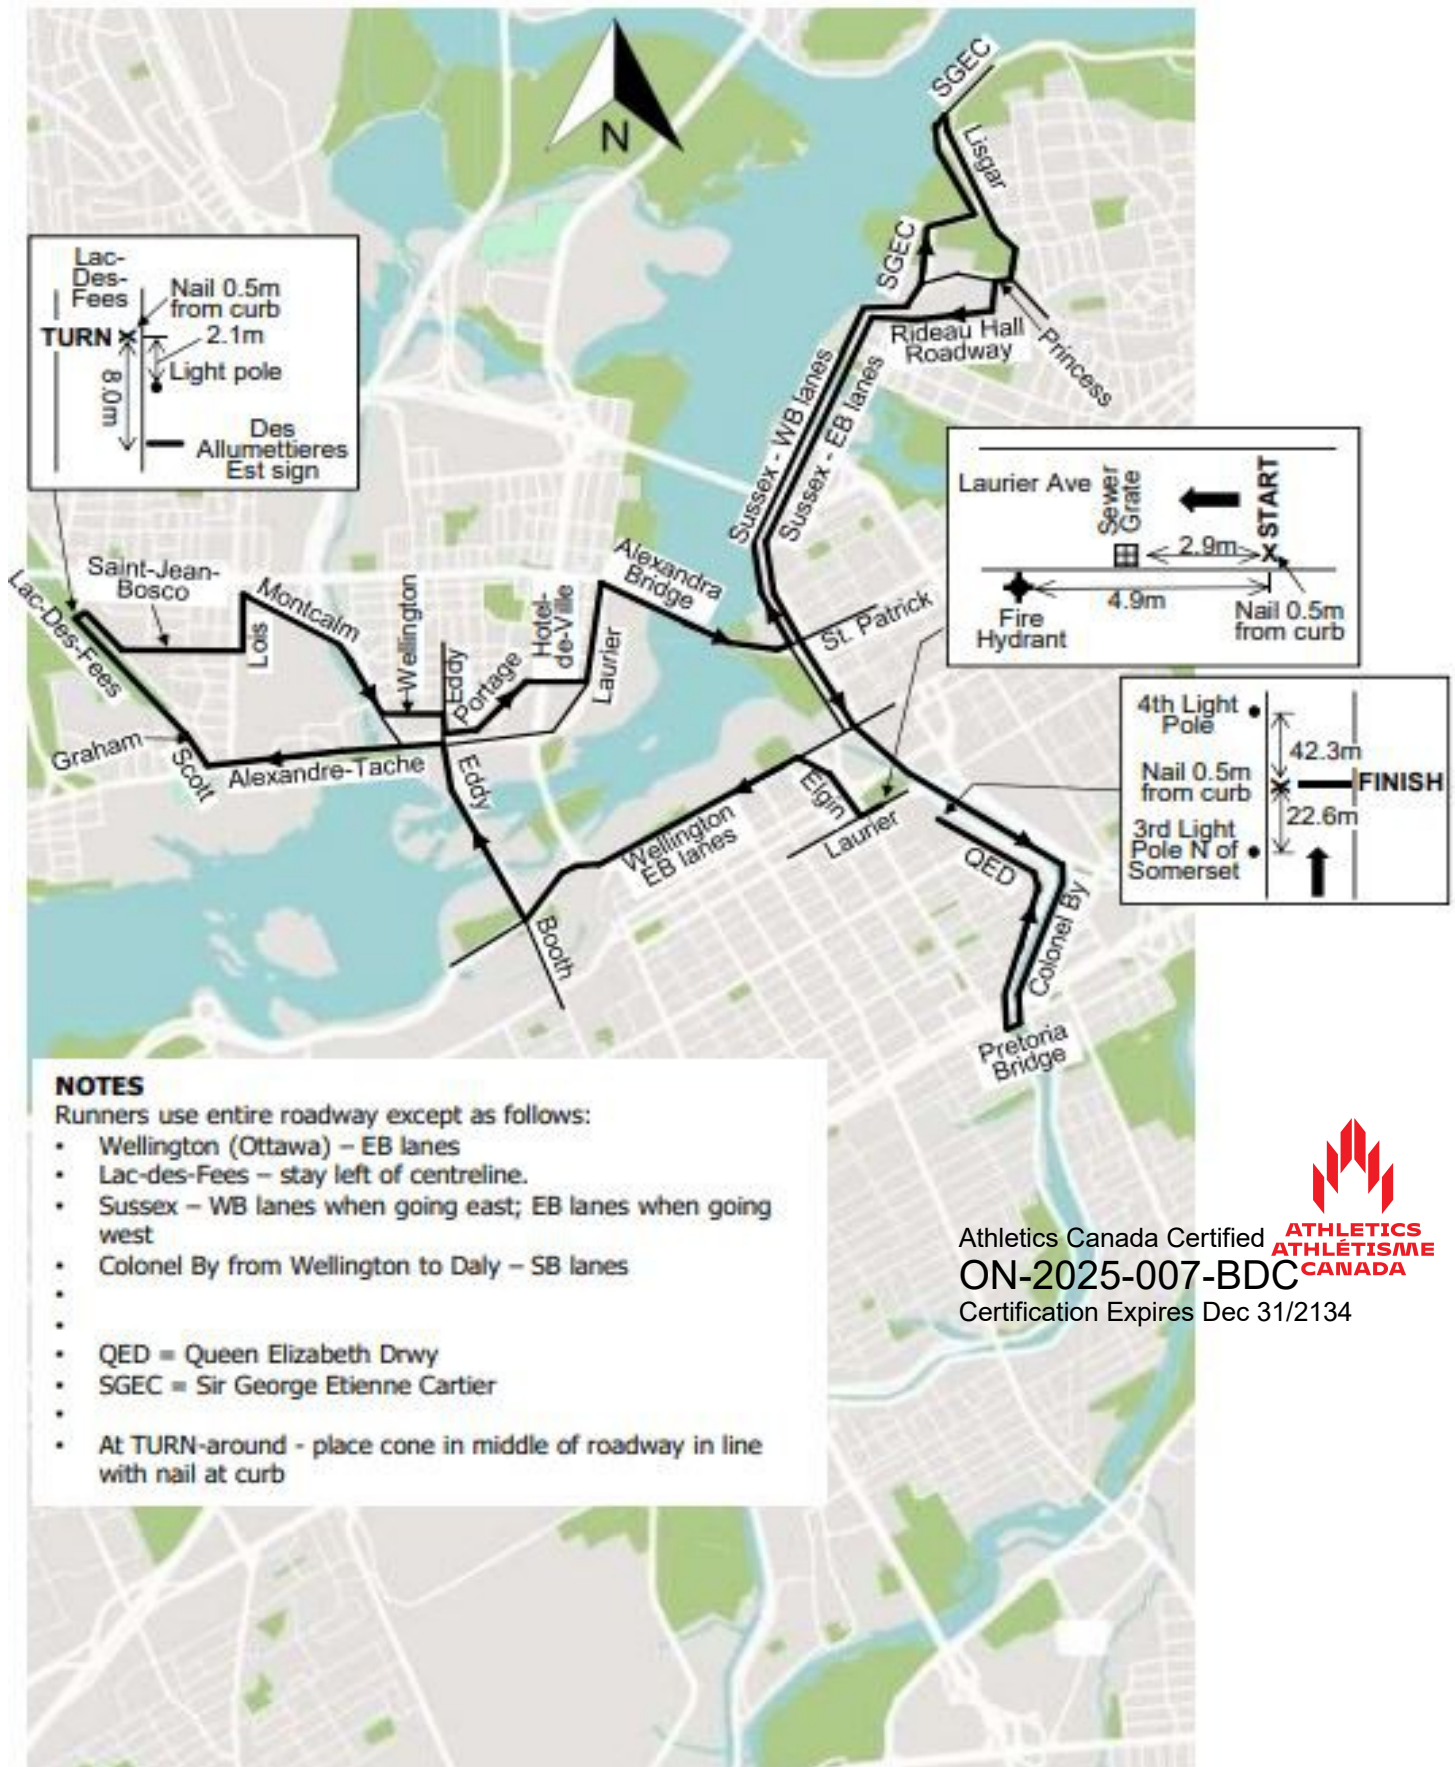 SGEC
Lisgar
N
SGEC
Rideau Hall
Roadway
Princess
Sussex - WB lanes
Sussex - EB lanes
Lac-
Des-
Fees
Nail 0.5m
from curb
TURN
2.1m
Light pole
8.0m
Des
Allumettieres
Est sign
Laurier Ave
Sewer
Grate
START
2.9m
4.9m
Fire
Hydrant
Nail 0.5m
from curb
Alexandra
Bridge
St. Patrick
Saint-Jean-
Bosco
Lac-Des-Fees
Lois
Montcalm
Wellington
Eddy
Portage
Hotel-
de-Ville
Laurier
Graham
Scott
Alexandre-Tache
Eddy
Elgin
Wellington
EB lanes
Laurier
Booth
QED
Colonel By
Pretoria
Bridge
4th Light
Pole
42.3m
Nail 0.5m
from curb
FINISH
22.6m
3rd Light
Pole N of
Somerset
NOTES
Runners use entire roadway except as follows:
• Wellington (Ottawa) – EB lanes
• Lac-des-Fees – stay left of centreline.
• Sussex – WB lanes when going east; EB lanes when going
west
• Colonel By from Wellington to Daly – SB lanes
•
•
• QED = Queen Elizabeth Drwy
• SGEC = Sir George Etienne Cartier
•
• At TURN-around - place cone in middle of roadway in line
with nail at curb
Athletics Canada Certified
ON-2025-007-BDC
Certification Expires Dec 31/2134
ATHLETICS
ATHLÉTISME
CANADA